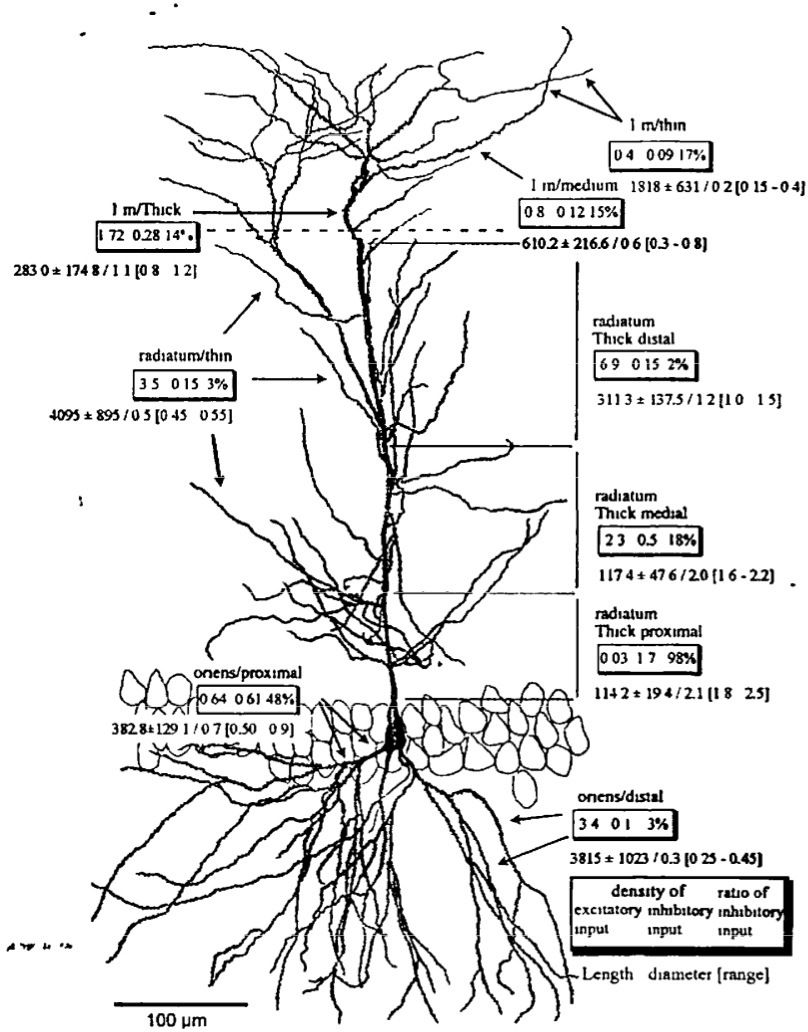 l m/thin
0 4 0 09 17%
1818 ± 631 / 0 2 [0 15 - 0 4]
l m/medium
0 8 0 12 15%
610.2 ± 216.6 / 0 6 [0.3 - 0 8]
l m/Thick
1 72 0.28 14%
283 0 ± 174 8 / 1 1 [0 8 1 2]
radiatum
Thick distal
6 9 0 15 2%
311 3 ± 137.5 / 1 2 [1 0 1 5]
radiatum/thin
3 5 0 15 3%
4095 ± 895 / 0 5 [0 45 0 55]
radiatum
Thick medial
2 3 0.5 18%
117 4 ± 47 6 / 2.0 [1 6 - 2.2]
radiatum
Thick proximal
0 03 1 7 98%
114 2 ± 19 4 / 2.1 [1 8 2.5]
oriens/proximal
0 64 0.61 48%
382.8±129 1 / 0 7 [0.50 0 9]
oriens/distal
3 4 0 1 3%
3815 ± 1023 / 0.3 [0 25 - 0.45]
density of ratio of
excitatory inhibitory inhibitory
input input input
Length diameter [range]
100 µm